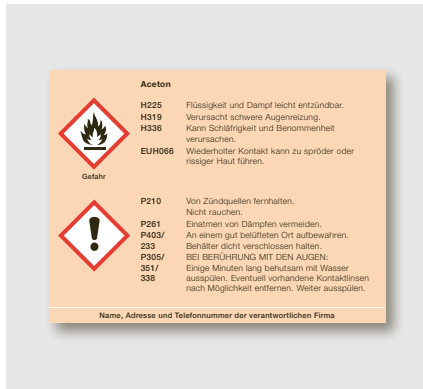 Aceton
H225 Flüssigkeit und Dampf leicht entzündbar.
H319 Verursacht schwere Augenreizung.
H336 Kann Schläfrigkeit und Benommenheit
verursachen.
EUH066 Wiederholter Kontakt kann zu spröder oder
rissiger Haut führen.
Gefahr
P210 Von Zündquellen fernhalten.
Nicht rauchen.
P261 Einatmen von Dämpfen vermeiden.
P403/ An einem gut belüfteten Ort aufbewahren.
233 Behälter dicht verschlossen halten.
P305/ BEI BERÜHRUNG MIT DEN AUGEN:
351/ Einige Minuten lang behutsam mit Wasser
338 ausspülen. Eventuell vorhandene Kontaktlinsen
nach Möglichkeit entfernen. Weiter ausspülen.
Name, Adresse und Telefonnummer der verantwortlichen Firma